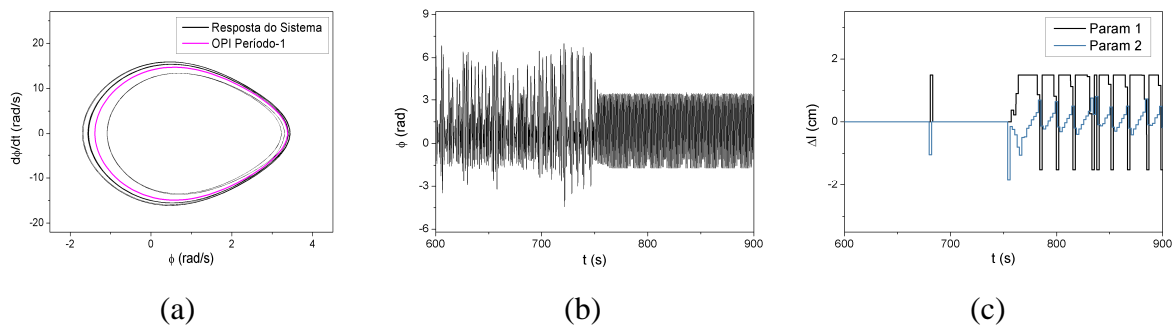 Resposta do Sistema
OPI Período-1
dϕ/dt (rad/s)
20
10
0
-10
-20
-2
0
2
4
ϕ (rad/s)
(a)
ϕ (rad)
9
6
3
0
-3
-6
600
700
800
900
t (s)
(b)
Param 1
Param 2
Δl (cm)
2
0
-2
600
700
800
900
t (s)
(c)